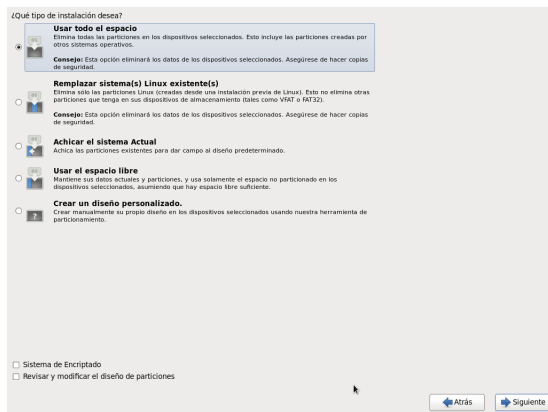 ¿Qué tipo de instalación desea?
Usar todo el espacio
Elimina todas las particiones en los dispositivos seleccionados. Esto incluye las particiones creadas por
otros sistemas operativos.
Consejo: Esta opción eliminará los datos de los dispositivos seleccionados. Asegúrese de hacer copias
de seguridad.
Remplazar sistema(s) Linux existente(s)
Elimina sólo las particiones Linux (creadas desde una instalación previa de Linux). Esto no elimina otras
particiones que tenga en sus dispositivos de almacenamiento (tales como VFAT o FAT32).
Consejo: Esta opción eliminará los datos de los dispositivos seleccionados. Asegúrese de hacer copias
de seguridad.
Achicar el sistema Actual
Achica las particiones existentes para dar campo al diseño predeterminado.
Usar el espacio libre
Mantiene sus datos actuales y particiones, y usa solamente el espacio no particionado en los
dispositivos seleccionados, asumiendo que hay espacio libre suficiente.
Crear un diseño personalizado.
Crear manualmente su propio diseño en los dispositivos seleccionados usando nuestra herramienta de
particionamiento.
Sistema de Encriptado
Revisar y modificar el diseño de particiones
Atrás
Siguiente